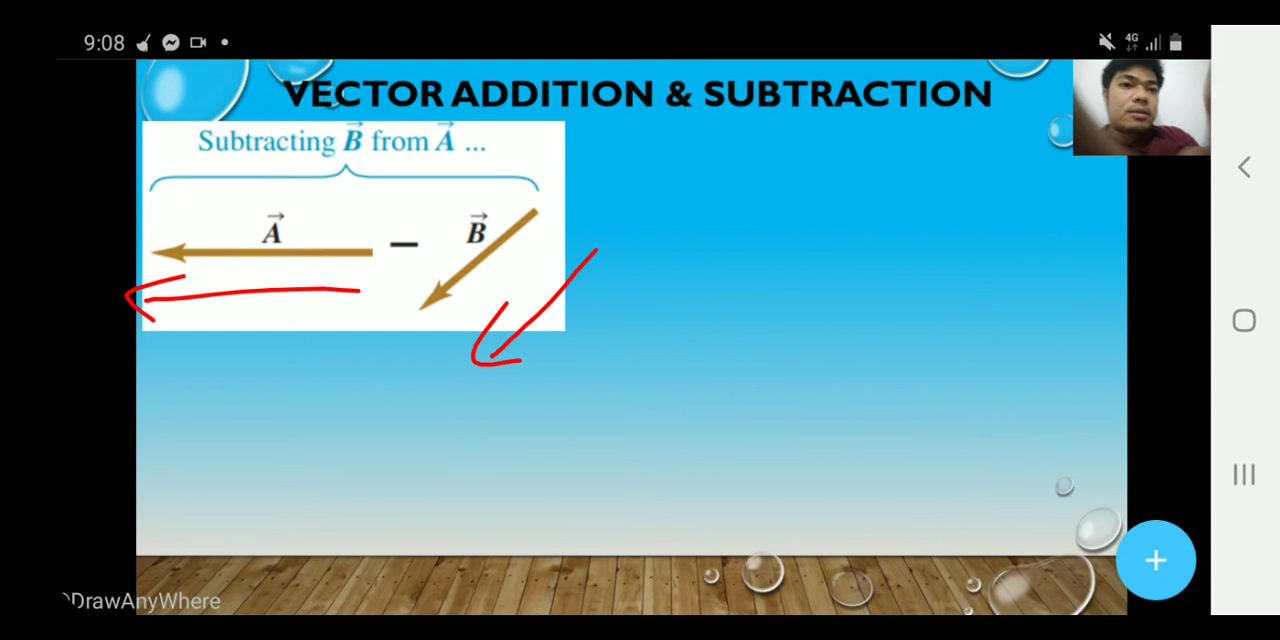 9:08
4G
VECTOR ADDITION & SUBTRACTION
Subtracting B⃗ from A⃗ ...
A⃗ − B⃗
DrawAnyWhere